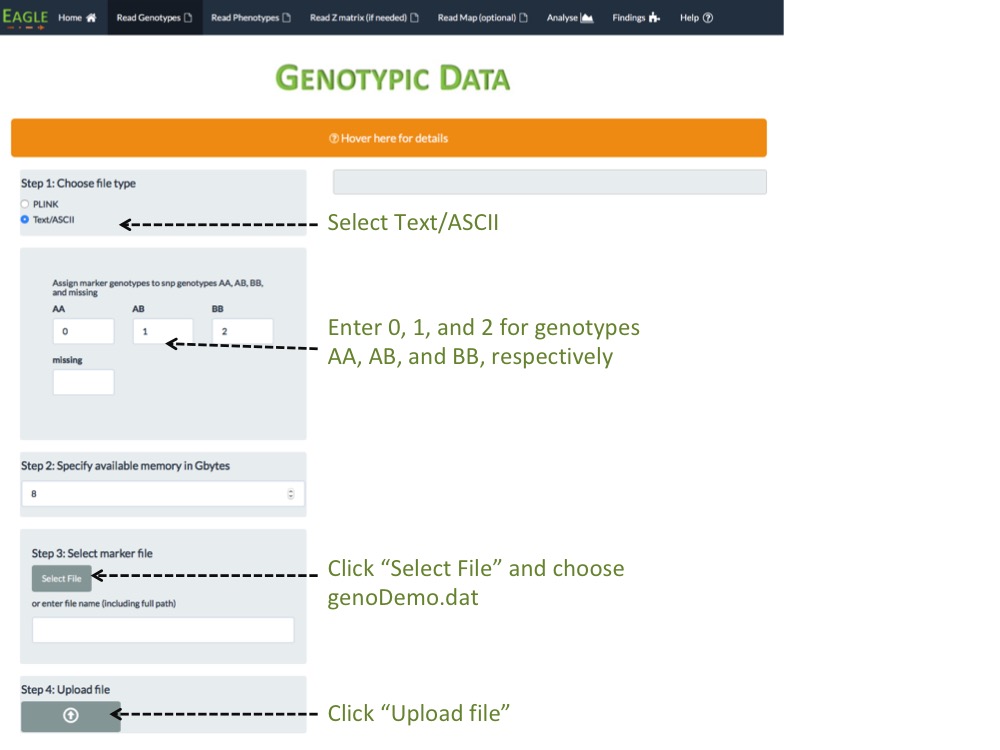 EAGLE Home Read Genotypes Read Phenotypes Read Z matrix (if needed) Read Map (optional) Analyse Findings Help
GENOTYPIC DATA
Hover here for details
Step 1: Choose file type
PLINK
Text/ASCII
Select Text/ASCII
Assign marker genotypes to snp genotypes AA, AB, BB,
and missing
AA AB BB
0 1 2
missing
Enter 0, 1, and 2 for genotypes
AA, AB, and BB, respectively
Step 2: Specify available memory in Gbytes
8
Step 3: Select marker file
Select File
or enter file name (including full path)
Click “Select File” and choose
genoDemo.dat
Step 4: Upload file
Click “Upload file”